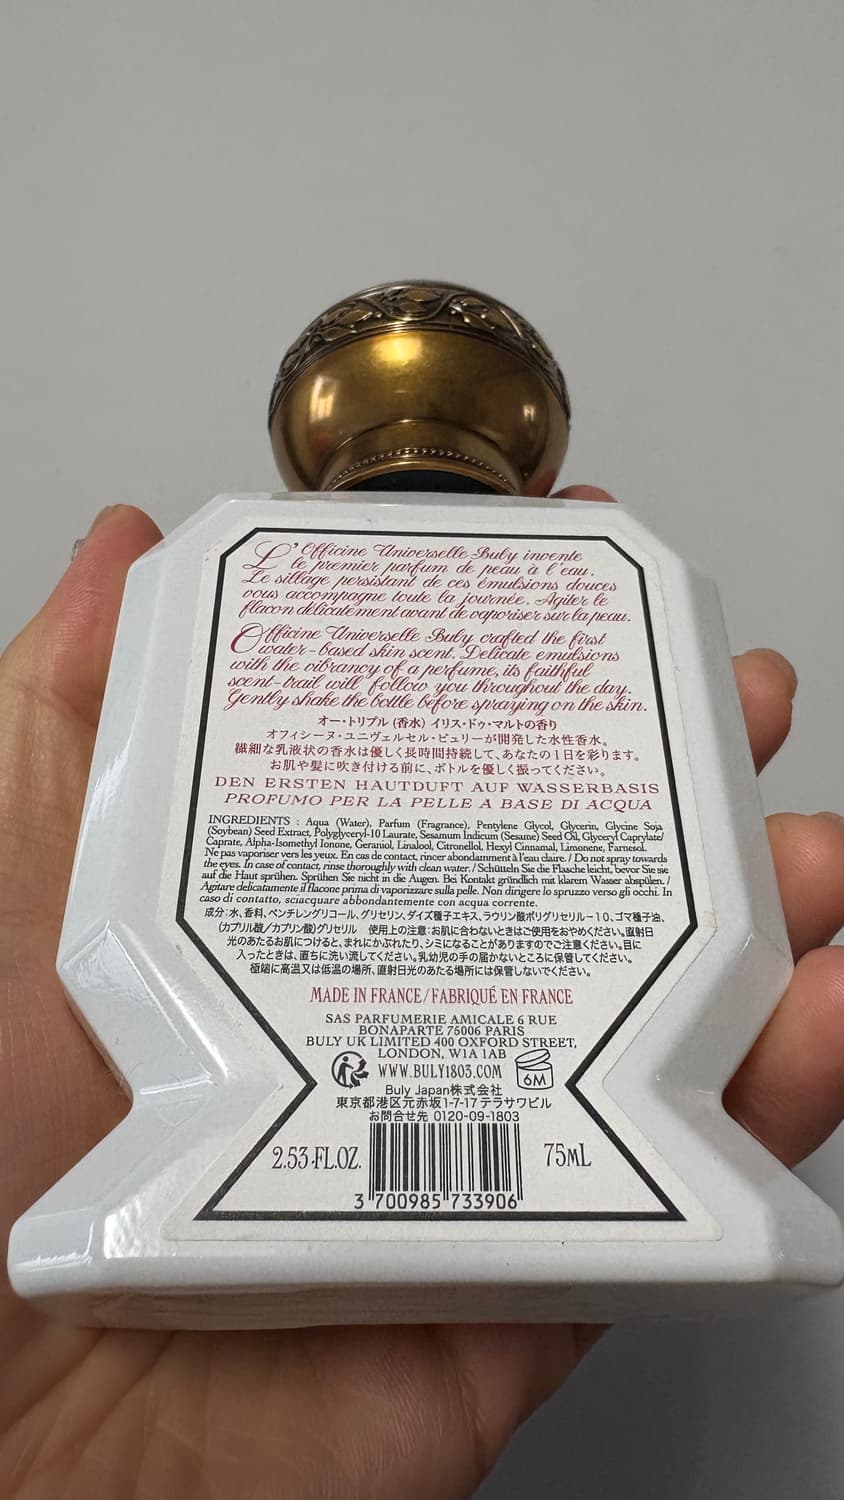 L'Officine Universelle Buly invente
le premier parfum de peau à l'eau.
Le sillage persistant de ces émulsions douces
vous accompagne toute la journée. Agiter le
flacon délicatement avant de vaporiser sur la peau.
Officine Universelle Buly crafted the first
water-based skin scent. Delicate emulsions
with the vibrancy of a perfume, its faithful
scent-trail will follow you throughout the day.
Gently shake the bottle before spraying on the skin.
オー・トリプル (香水) イリス・ドゥ・マルトの香り
オフィシーヌ・ユニヴェルセル・ビュリーが開発した水性香水。
繊細な乳液状の香水は優しく長時間持続して、あなたの1日を彩ります。
お肌や髪に吹き付ける前に、ボトルを優しく振ってください。
DEN ERSTEN HAUTDUFT AUF WASSERBASIS
PROFUMO PER LA PELLE A BASE DI ACQUA
INGREDIENTS : Aqua (Water), Parfum (Fragrance), Pentylene Glycol, Glycerin, Glycine Soja
(Soybean) Seed Extract, Polyglyceryl-10 Laurate, Sesamum Indicum (Sesame) Seed Oil, Glyceryl Caprylate/
Caprate, Alpha-Isomethyl Ionone, Geraniol, Linalool, Citronellol, Hexyl Cinnamal, Limonene, Farnesol.
Ne pas vaporiser vers les yeux. En cas de contact, rincer abondamment à l'eau claire. / Do not spray towards
the eyes. In case of contact, rinse thoroughly with clean water. / Schütteln Sie die Flasche leicht, bevor Sie sie
auf die Haut sprühen. Sprühen Sie nicht in die Augen. Bei Kontakt gründlich mit klarem Wasser abspülen. /
Agitare delicatamente il flacone prima di vaporizzare sulla pelle. Non dirigere lo spruzzo verso gli occhi. In
caso di contatto, sciacquare abbondantemente con acqua corrente.
成分：水、香料、ペンチレングリコール、グリセリン、ダイズ種子エキス、ラウリン酸ポリグリセリル－10、ゴマ種子油、
(カプリル酸／カプリン酸)グリセリル　使用上の注意：お肌に合わないときはご使用をおやめください。直射日
光のあたるお肌につけると、まれにかぶれたり、シミになることがありますのでご注意ください。目に
入ったときは、直ちに洗い流してください。乳幼児の手の届かないところに保管してください。
極端に高温又は低温の場所、直射日光のあたる場所には保管しないでください。
MADE IN FRANCE/FABRIQUÉ EN FRANCE
SAS PARFUMERIE AMICALE 6 RUE
BONAPARTE 75006 PARIS
BULY UK LIMITED 400 OXFORD STREET,
LONDON, W1A 1AB
WWW.BULY1803.COM
6M
Buly Japan株式会社
東京都港区元赤坂1-7-17 テラサワビル
お問合せ先 0120-09-1803
2.53 FL.OZ.
75ML
3 700985 733906